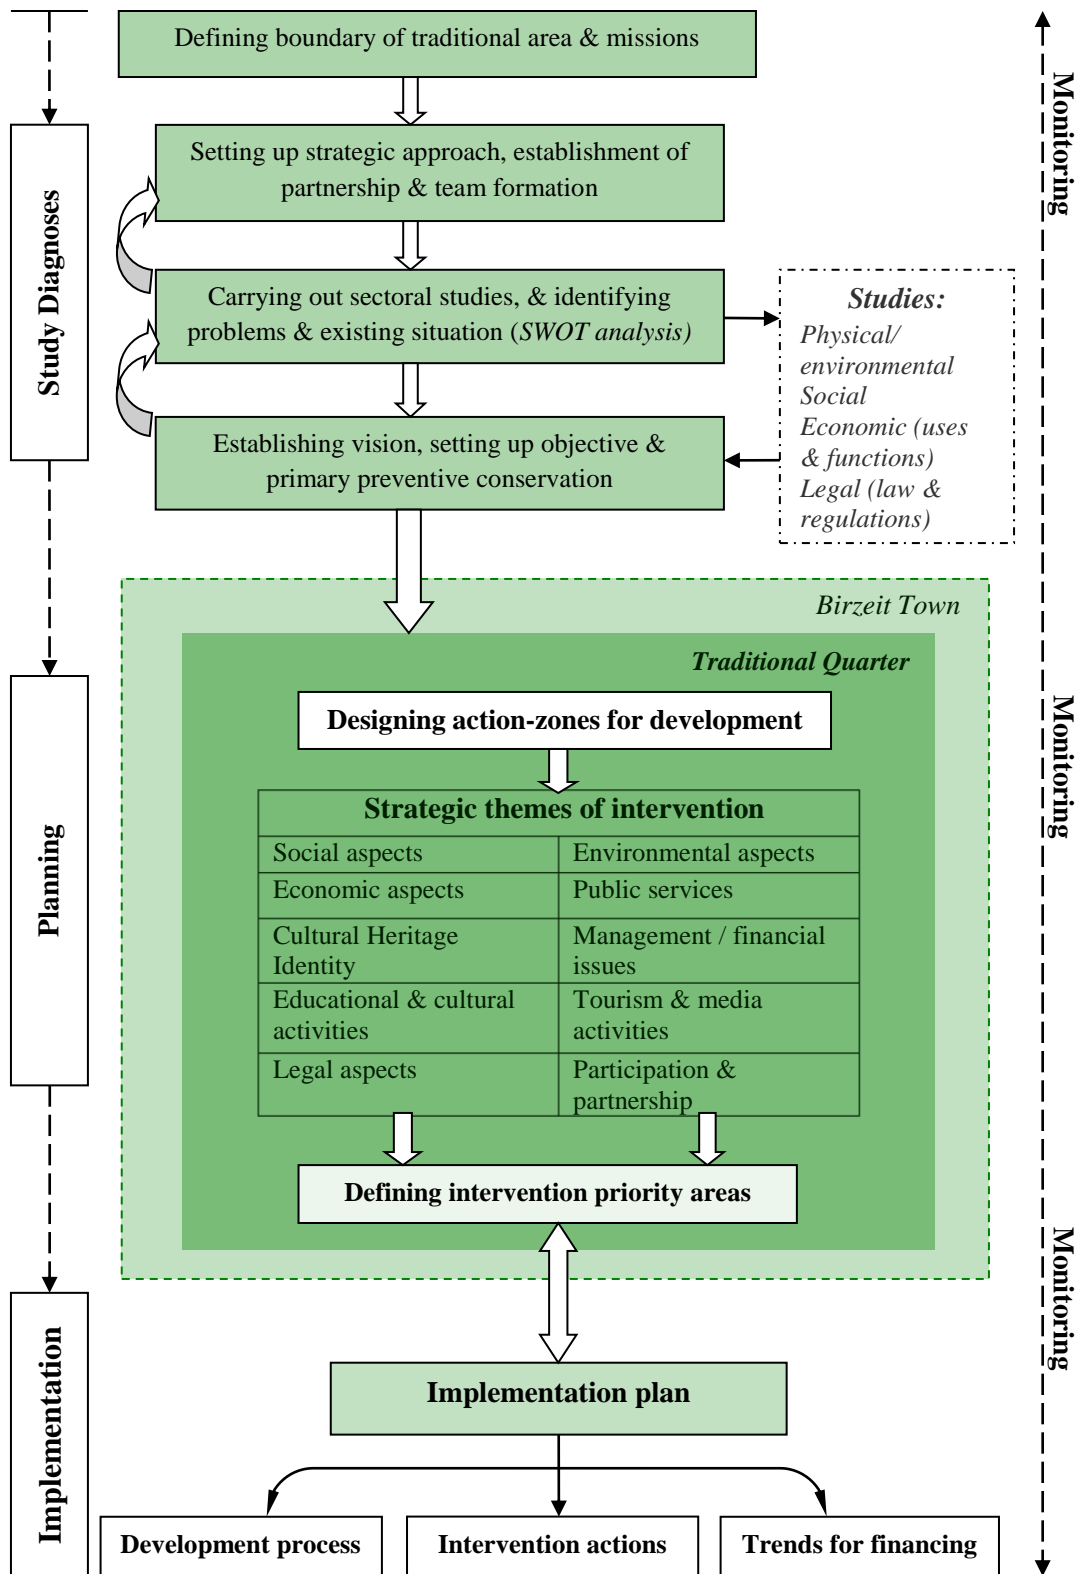 Defining boundary of traditional area & missions
Monitoring
Setting up strategic approach, establishment of
partnership & team formation
Study Diagnoses
Carrying out sectoral studies, & identifying
problems & existing situation (SWOT analysis)
Studies:
Physical/
environmental
Social
Economic (uses
& functions)
Legal (law &
regulations)
Establishing vision, setting up objective &
primary preventive conservation
Birzeit Town
Traditional Quarter
Planning
Monitoring
Designing action-zones for development
Strategic themes of intervention
Social aspects
Environmental aspects
Economic aspects
Public services
Cultural Heritage
Identity
Management / financial
issues
Educational & cultural
activities
Tourism & media
activities
Legal aspects
Participation &
partnership
Defining intervention priority areas
Monitoring
Implementation
Implementation plan
Development process
Intervention actions
Trends for financing